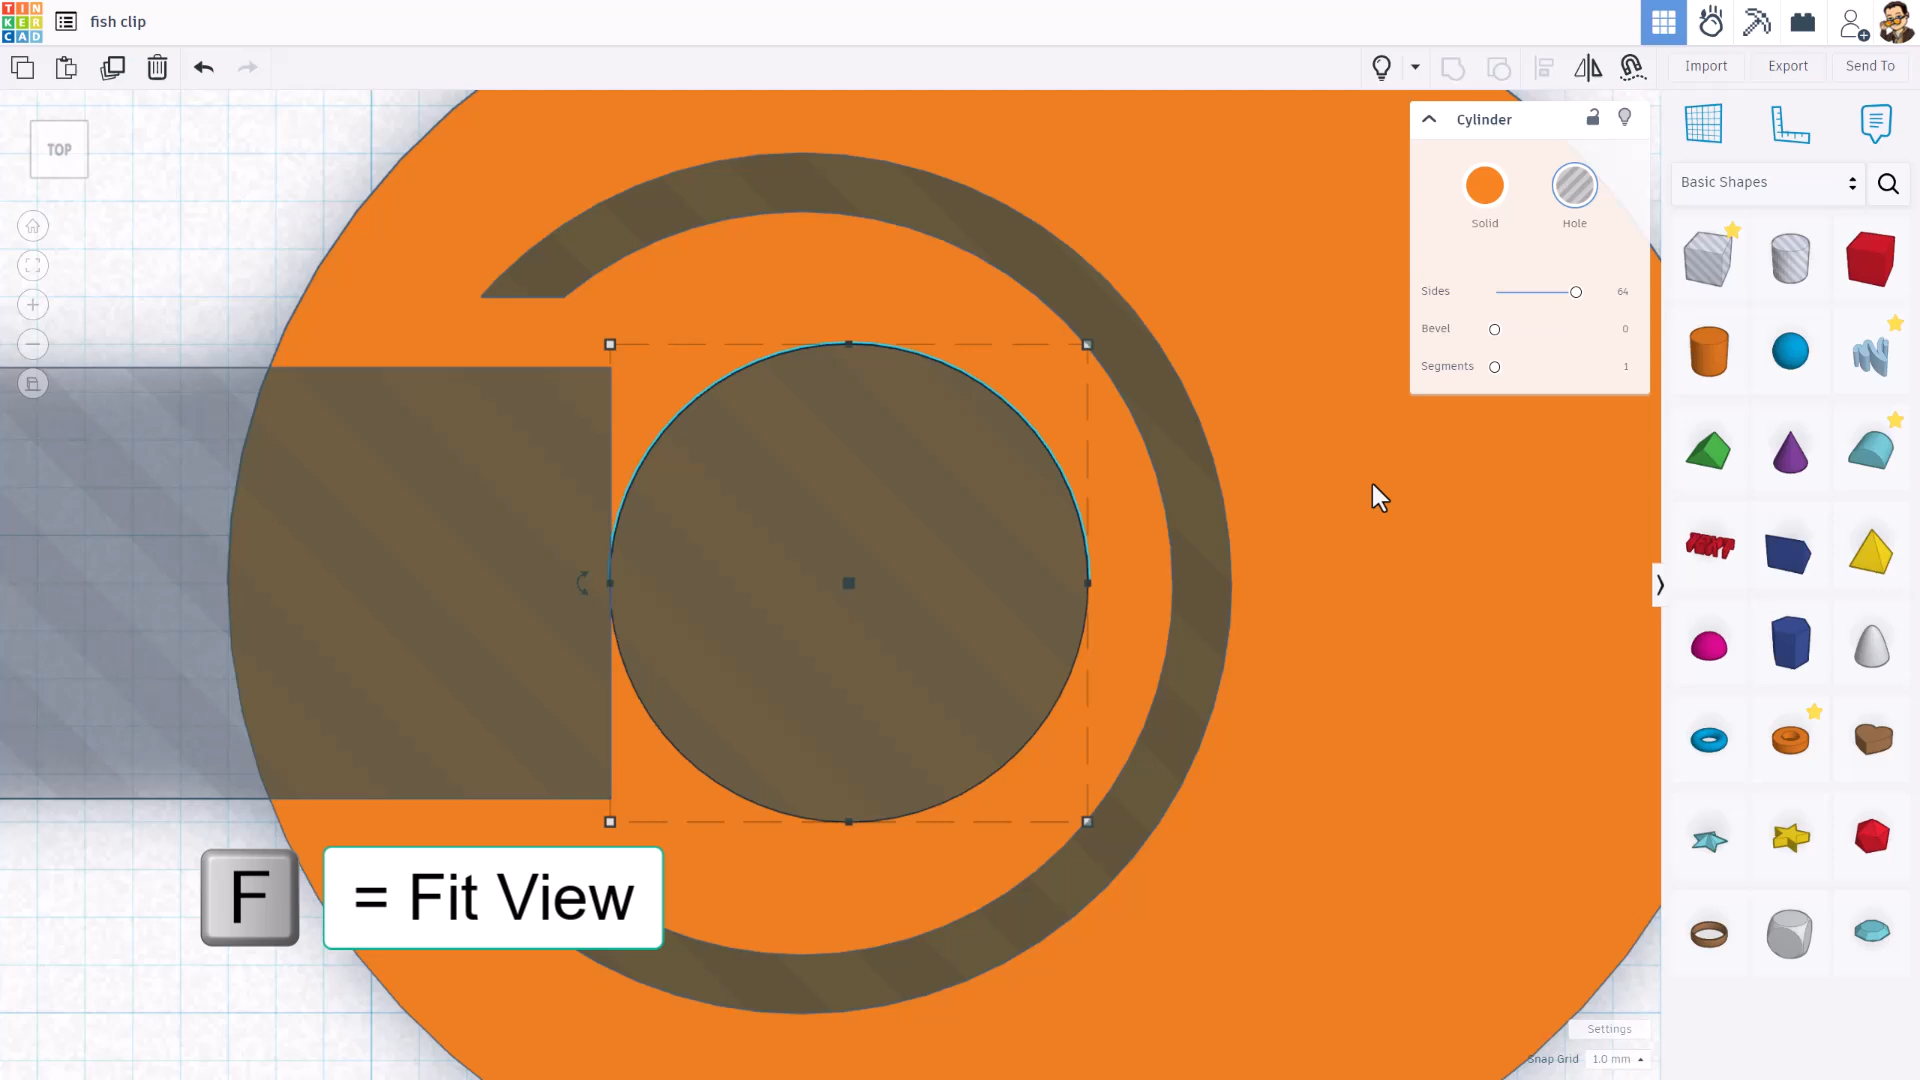 TIN
KER
CAD
fish clip
Import
Export
Send To
TOP
Cylinder
Solid
Hole
Sides
64
Bevel
0
Segments
1
Basic Shapes
TEXT
F
= Fit View
Settings
Snap Grid
1.0 mm